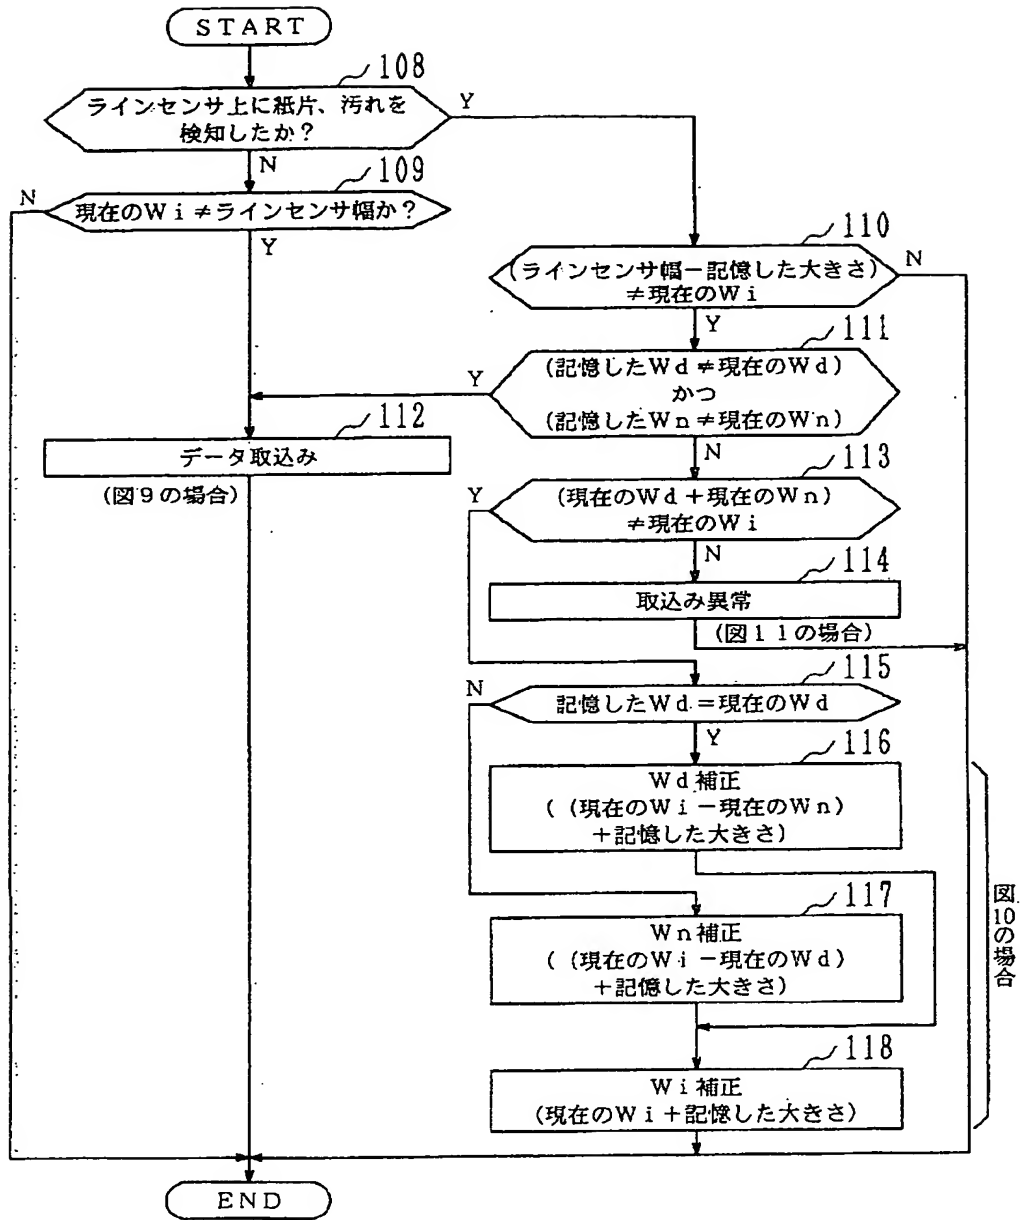 START
108
ラインセンサ上に紙片、汚れを
検知したか?
Y
N
109
N
現在のWi≠ラインセンサ幅か?
Y
110
(ラインセンサ幅-記憶した大きさ)
≠現在のWi
N
Y
111
(記憶したWd≠現在のWd)
かつ
(記憶したWn≠現在のWn)
Y
N
112
データ取込み
(図9の場合)
113
(現在のWd+現在のWn)
≠現在のWi
Y
N
114
取込み異常
(図11の場合)
115
記憶したWd=現在のWd
N
Y
116
Wd補正
((現在のWi-現在のWn)
+記憶した大きさ)
117
Wn補正
((現在のWi-現在のWd)
+記憶した大きさ)
118
Wi補正
(現在のWi+記憶した大きさ)
図10の場合
END